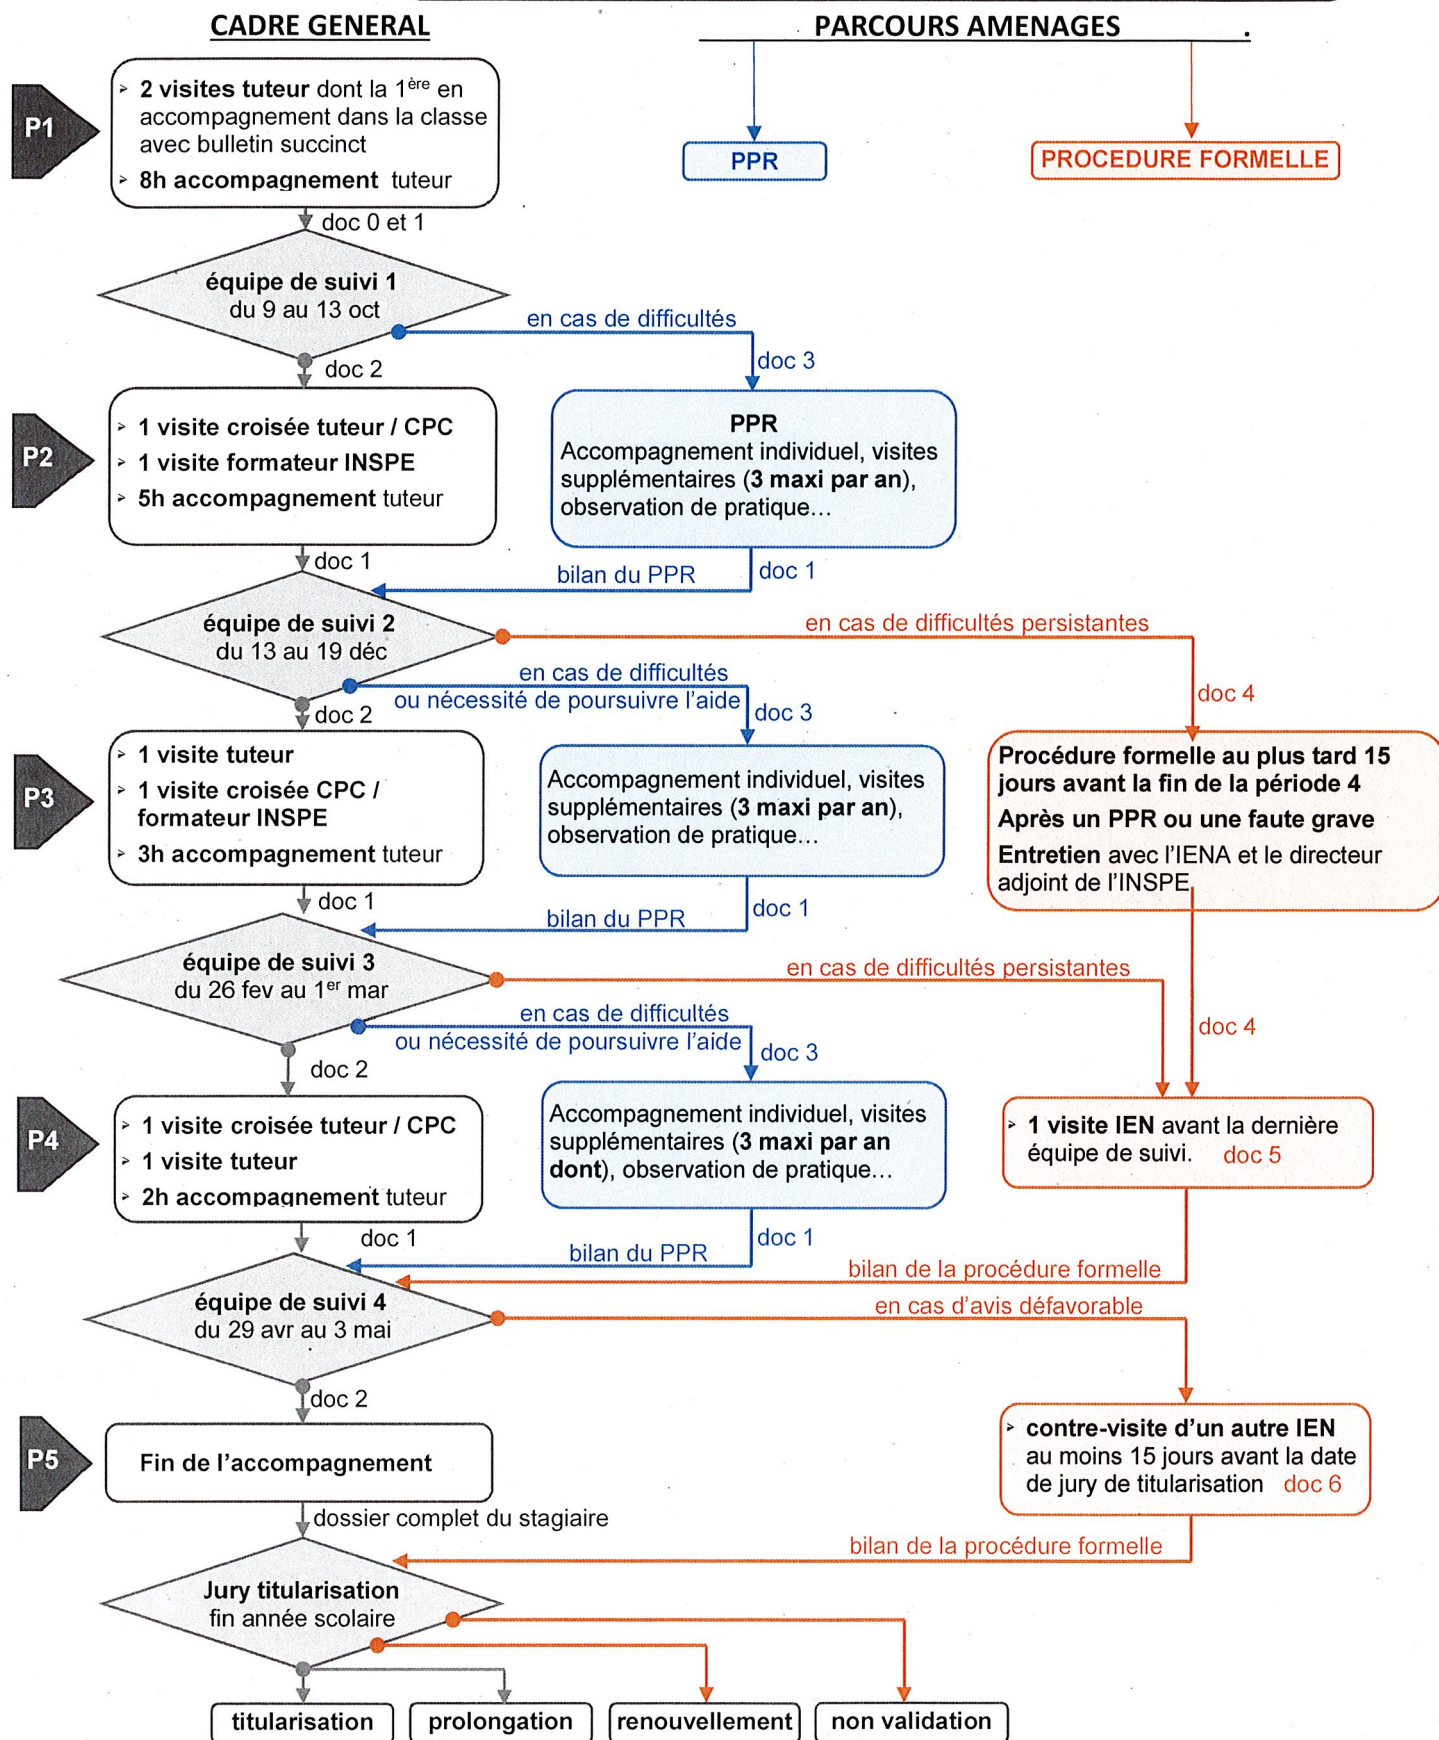 CADRE GENERAL
PARCOURS AMENAGES .
P1
➢ 2 visites tuteur dont la 1ère en
accompagnement dans la classe
avec bulletin succinct
➢ 8h accompagnement tuteur
PPR
PROCEDURE FORMELLE
doc 0 et 1
équipe de suivi 1
du 9 au 13 oct
en cas de difficultés
doc 3
doc 2
P2
➢ 1 visite croisée tuteur / CPC
➢ 1 visite formateur INSPE
➢ 5h accompagnement tuteur
PPR
Accompagnement individuel, visites
supplémentaires (3 maxi par an),
observation de pratique…
doc 1
bilan du PPR
doc 1
équipe de suivi 2
du 13 au 19 déc
en cas de difficultés persistantes
en cas de difficultés
ou nécessité de poursuivre l'aide
doc 3
doc 4
doc 2
P3
➢ 1 visite tuteur
➢ 1 visite croisée CPC /
formateur INSPE
➢ 3h accompagnement tuteur
Accompagnement individuel, visites
supplémentaires (3 maxi par an),
observation de pratique…
Procédure formelle au plus tard 15
jours avant la fin de la période 4
Après un PPR ou une faute grave
Entretien avec l'IENA et le directeur
adjoint de l'INSPE
doc 1
bilan du PPR
doc 1
équipe de suivi 3
du 26 fev au 1er mar
en cas de difficultés persistantes
en cas de difficultés
ou nécessité de poursuivre l'aide
doc 3
doc 4
doc 2
P4
➢ 1 visite croisée tuteur / CPC
➢ 1 visite tuteur
➢ 2h accompagnement tuteur
Accompagnement individuel, visites
supplémentaires (3 maxi par an
dont), observation de pratique…
➢ 1 visite IEN avant la dernière
équipe de suivi. doc 5
doc 1
bilan du PPR
doc 1
bilan de la procédure formelle
équipe de suivi 4
du 29 avr au 3 mai
en cas d'avis défavorable
doc 2
P5
Fin de l'accompagnement
➢ contre-visite d'un autre IEN
au moins 15 jours avant la date
de jury de titularisation doc 6
dossier complet du stagiaire
bilan de la procédure formelle
Jury titularisation
fin année scolaire
titularisation
prolongation
renouvellement
non validation